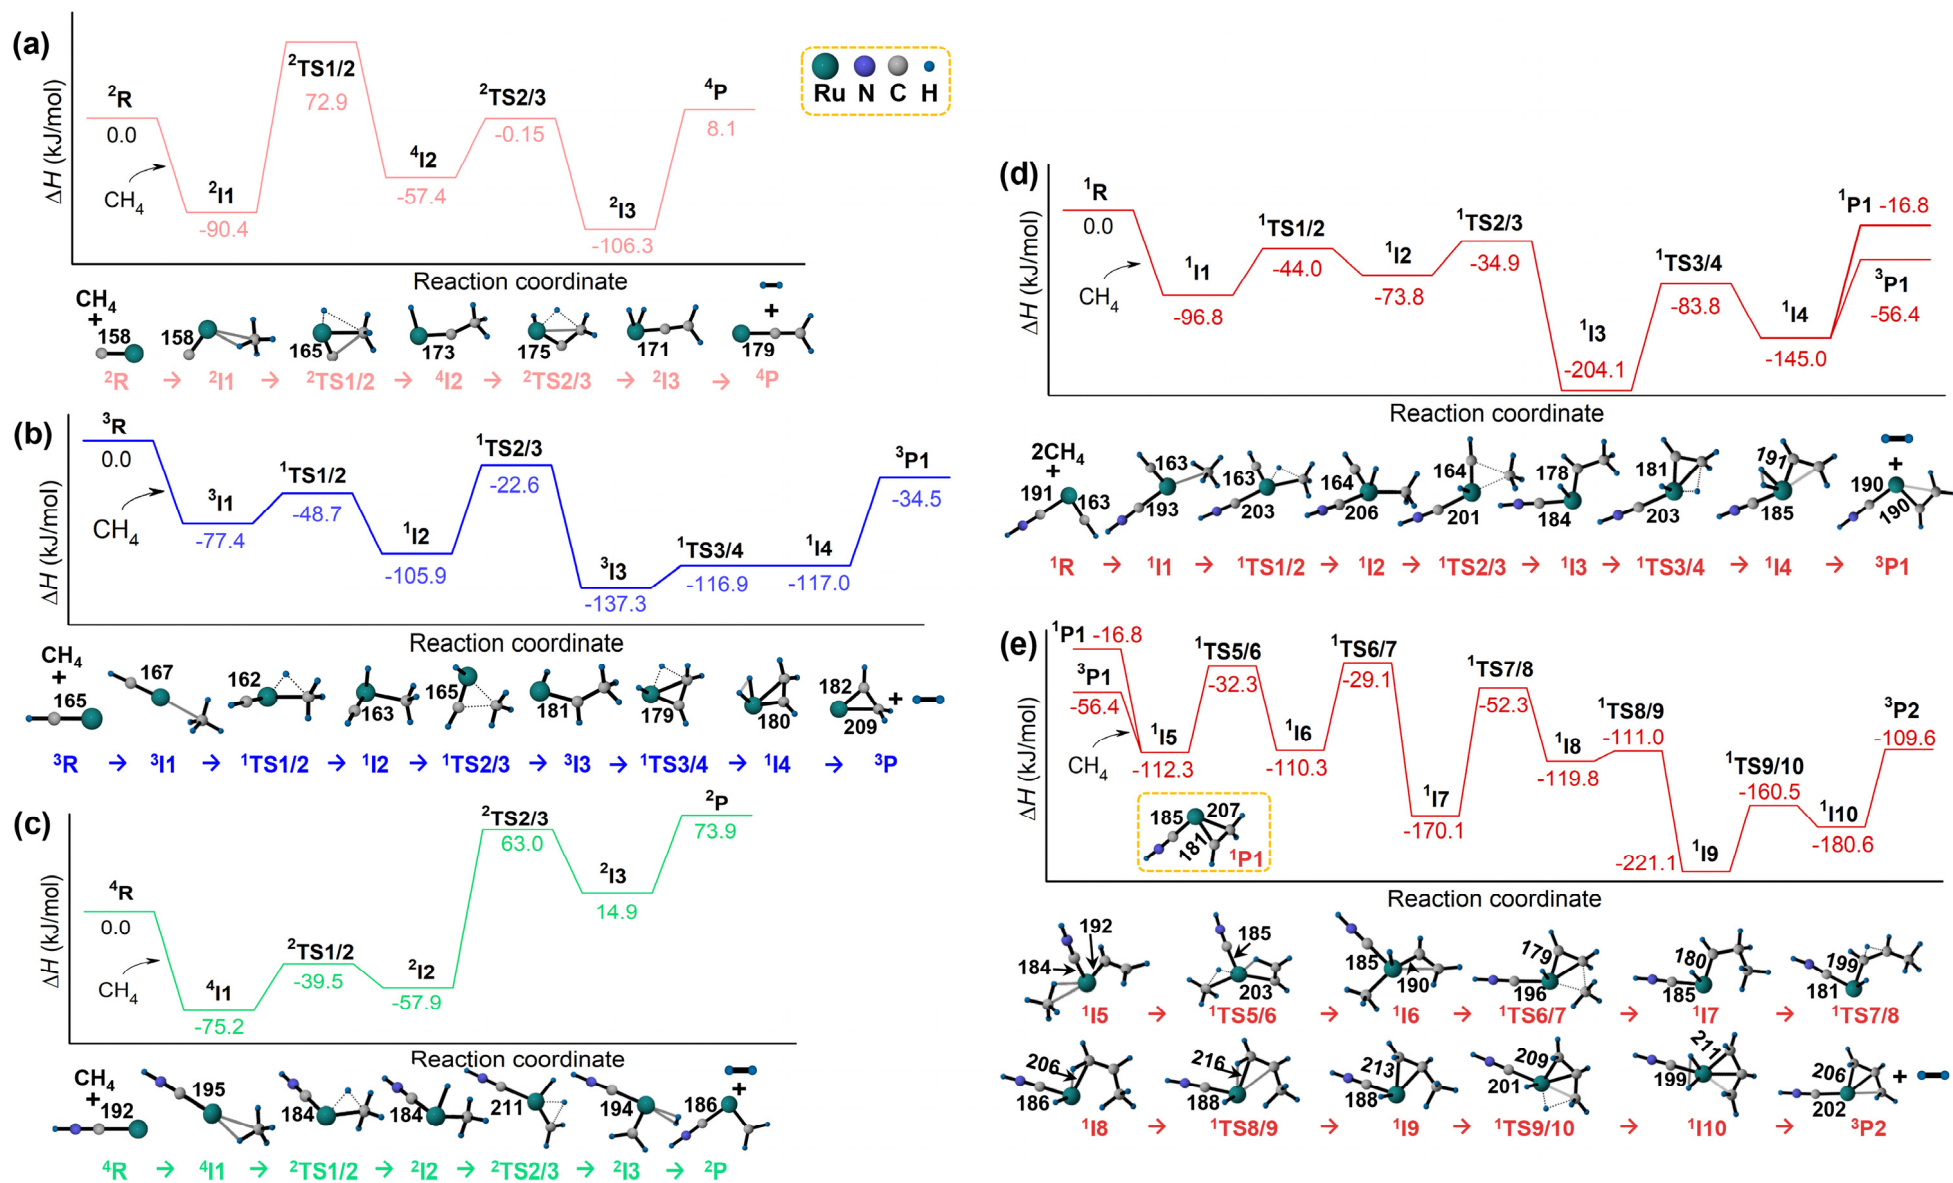 (a)
ΔH (kJ/mol)
²R
0.0
CH₄
²I1
-90.4
²TS1/2
72.9
⁴I2
-57.4
²TS2/3
-0.15
²I3
-106.3
⁴P
8.1
Ru N C H
Reaction coordinate
CH₄
+
158
158
165
173
175
171
+
179
²R → ²I1 → ²TS1/2 → ⁴I2 → ²TS2/3 → ²I3 → ⁴P
(b)
ΔH (kJ/mol)
³R
0.0
CH₄
³I1
-77.4
¹TS1/2
-48.7
¹I2
-105.9
¹TS2/3
-22.6
³I3
-137.3
¹TS3/4
-116.9
¹I4
-117.0
³P1
-34.5
Reaction coordinate
CH₄
+
165
167
162
163
165
181
179
180
182
209
+
³R → ³I1 → ¹TS1/2 → ¹I2 → ¹TS2/3 → ³I3 → ¹TS3/4 → ¹I4 → ³P
(c)
ΔH (kJ/mol)
⁴R
0.0
CH₄
⁴I1
-75.2
²TS1/2
-39.5
²I2
-57.9
²TS2/3
63.0
²I3
14.9
²P
73.9
Reaction coordinate
CH₄
+
192
195
184
184
211
194
186
+
⁴R → ⁴I1 → ²TS1/2 → ²I2 → ²TS2/3 → ²I3 → ²P
(d)
ΔH (kJ/mol)
¹R
0.0
CH₄
¹I1
-96.8
¹TS1/2
-44.0
¹I2
-73.8
¹TS2/3
-34.9
¹I3
-204.1
¹TS3/4
-83.8
¹I4
-145.0
¹P1 -16.8
³P1
-56.4
Reaction coordinate
2CH₄
+
191
163
163
193
163
203
164
206
164
201
178
184
181
203
191
185
+
190
190
¹R → ¹I1 → ¹TS1/2 → ¹I2 → ¹TS2/3 → ¹I3 → ¹TS3/4 → ¹I4 → ³P1
(e)
ΔH (kJ/mol)
¹P1 -16.8
³P1
-56.4
CH₄
¹I5
-112.3
¹TS5/6
-32.3
¹I6
-110.3
¹TS6/7
-29.1
¹I7
-170.1
¹TS7/8
-52.3
¹I8
-119.8
¹TS8/9
-111.0
¹I9
-221.1
¹TS9/10
-160.5
¹I10
-180.6
³P2
-109.6
185
207
181
¹P1
Reaction coordinate
184
192
185
203
185
190
179
196
180
185
199
181
¹I5 → ¹TS5/6 → ¹I6 → ¹TS6/7 → ¹I7 → ¹TS7/8
206
186
216
188
213
188
209
201
211
199
206
202
+
¹I8 → ¹TS8/9 → ¹I9 → ¹TS9/10 → ¹I10 → ³P2